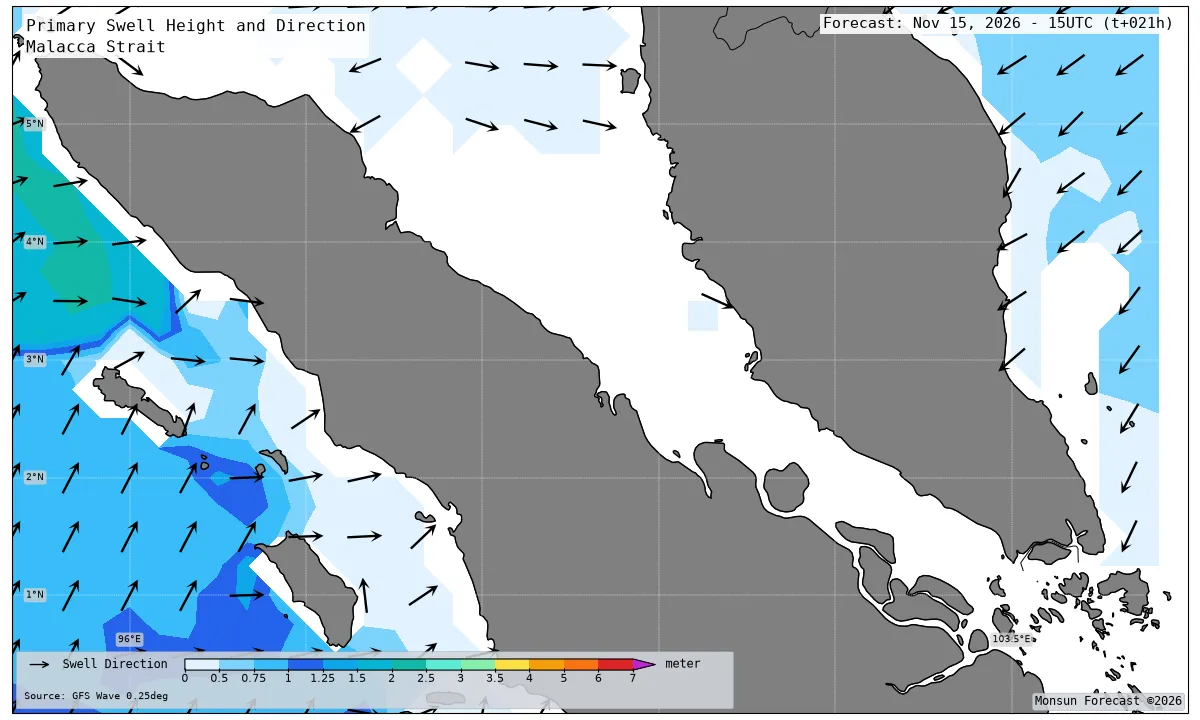 Primary Swell Height and Direction
Malacca Strait
Forecast: Nov 15, 2026 - 15UTC (t+021h)
5°N
4°N
3°N
2°N
1°N
96°E
103.5°E
Swell Direction
0 0.5 0.75 1 1.25 1.5 2 2.5 3 3.5 4 5 6 7
meter
Source: GFS Wave 0.25deg
Monsun Forecast ©2026